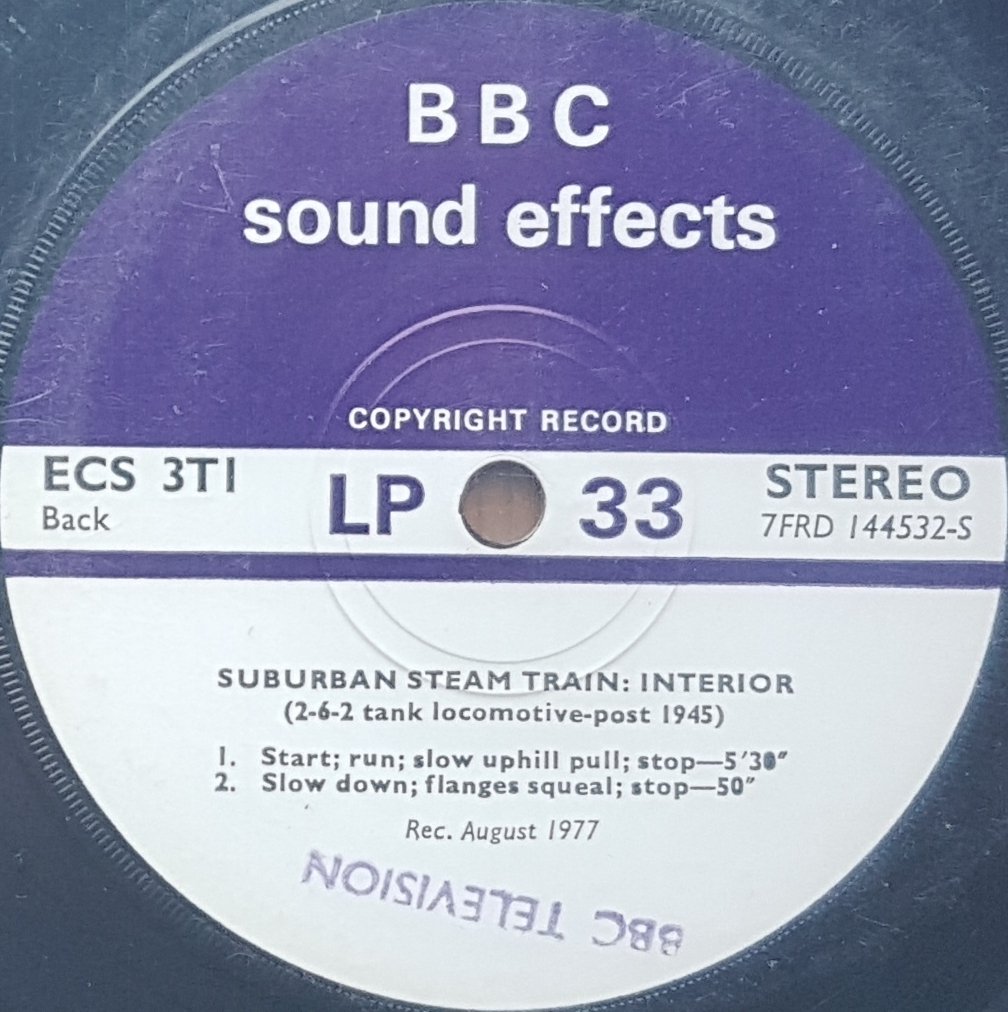 BBC
sound effects
COPYRIGHT RECORD
ECS 3T1
Back
LP 33
STEREO
7FRD 144532-S
SUBURBAN STEAM TRAIN: INTERIOR
(2-6-2 tank locomotive-post 1945)
1. Start; run; slow uphill pull; stop—5′30″
2. Slow down; flanges squeal; stop—50″
Rec. August 1977
BBC TELEVISION